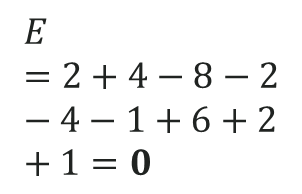 E
= 2 + 4 − 8 − 2
− 4 − 1 + 6 + 2
+ 1 = 0